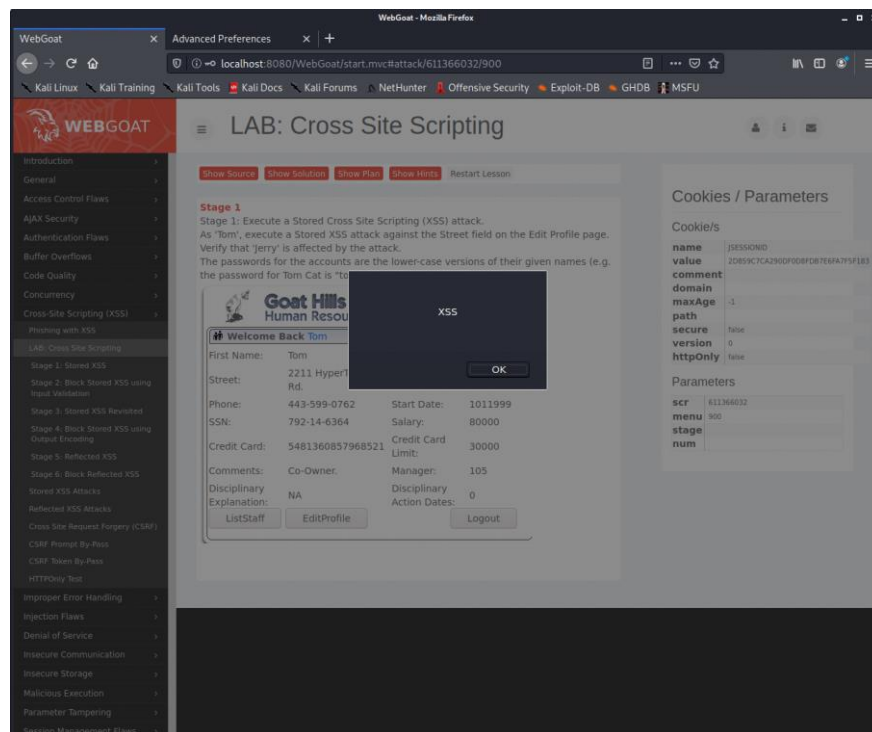 WebGoat - Mozilla Firefox
WebGoat
Advanced Preferences
localhost:8080/WebGoat/start.mvc#attack/611366032/900
Kali Linux
Kali Training
Kali Tools
Kali Docs
Kali Forums
NetHunter
Offensive Security
Exploit-DB
GHDB
MSFU
WEBGOAT
LAB: Cross Site Scripting
Introduction
General
Access Control Flaws
AJAX Security
Authentication Flaws
Buffer Overflows
Code Quality
Concurrency
Cross-Site Scripting (XSS)
Phishing with XSS
LAB: Cross Site Scripting
Stage 1: Stored XSS
Stage 2: Block Stored XSS using
Input Validation
Stage 3: Stored XSS Revisited
Stage 4: Block Stored XSS using
Output Encoding
Stage 5: Reflected XSS
Stage 6: Block Reflected XSS
Stored XSS Attacks
Reflected XSS Attacks
Cross Site Request Forgery (CSRF)
CSRF Prompt By-Pass
CSRF Token By-Pass
HTTPOnly Test
Improper Error Handling
Injection Flaws
Denial of Service
Insecure Communication
Insecure Storage
Malicious Execution
Parameter Tampering
Session Management Flaws
Show Source Show Solution Show Plan Show Hints Restart Lesson
Stage 1
Stage 1: Execute a Stored Cross Site Scripting (XSS) attack.
As 'Tom', execute a Stored XSS attack against the Street field on the Edit Profile page.
Verify that 'Jerry' is affected by the attack.
The passwords for the accounts are the lower-case versions of their given names (e.g.
the password for Tom Cat is "to
Goat Hills
Human Resou
Welcome Back Tom
First Name: Tom
Street: 2211 HyperT
Rd.
Phone: 443-599-0762 Start Date: 1011999
SSN: 792-14-6364 Salary: 80000
Credit Card: 5481360857968521 Credit Card Limit: 30000
Comments: Co-Owner. Manager: 105
Disciplinary Explanation: NA Disciplinary Action Dates: 0
ListStaff EditProfile Logout
XSS
OK
Cookies / Parameters
Cookie/s
name JSESSIONID
value
comment
domain
maxAge -1
path
secure false
version 0
httpOnly false
Parameters
scr 611366032
menu 900
stage
num